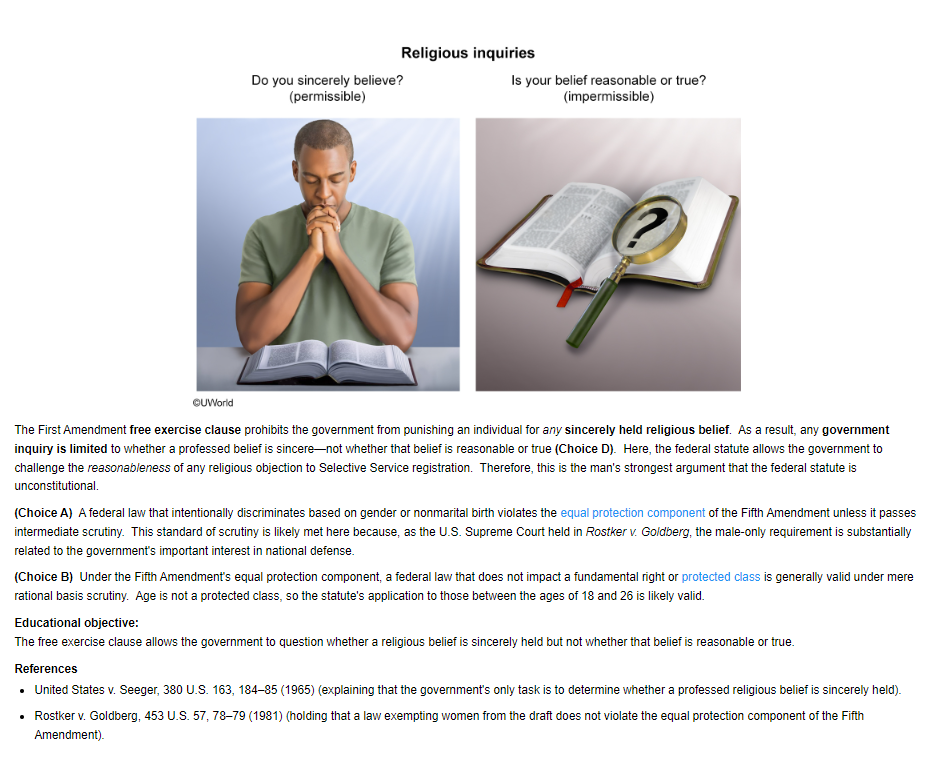 Religious inquiries
Do you sincerely believe?
(permissible)
Is your belief reasonable or true?
(impermissible)
?
©UWorld
The First Amendment free exercise clause prohibits the government from punishing an individual for any sincerely held religious belief. As a result, any government
inquiry is limited to whether a professed belief is sincere—not whether that belief is reasonable or true (Choice D). Here, the federal statute allows the government to
challenge the reasonableness of any religious objection to Selective Service registration. Therefore, this is the man's strongest argument that the federal statute is
unconstitutional.
(Choice A) A federal law that intentionally discriminates based on gender or nonmarital birth violates the equal protection component of the Fifth Amendment unless it passes
intermediate scrutiny. This standard of scrutiny is likely met here because, as the U.S. Supreme Court held in Rostker v. Goldberg, the male-only requirement is substantially
related to the government's important interest in national defense.
(Choice B) Under the Fifth Amendment's equal protection component, a federal law that does not impact a fundamental right or protected class is generally valid under mere
rational basis scrutiny. Age is not a protected class, so the statute's application to those between the ages of 18 and 26 is likely valid.
Educational objective:
The free exercise clause allows the government to question whether a religious belief is sincerely held but not whether that belief is reasonable or true.
References
• United States v. Seeger, 380 U.S. 163, 184–85 (1965) (explaining that the government's only task is to determine whether a professed religious belief is sincerely held).
• Rostker v. Goldberg, 453 U.S. 57, 78–79 (1981) (holding that a law exempting women from the draft does not violate the equal protection component of the Fifth
Amendment).